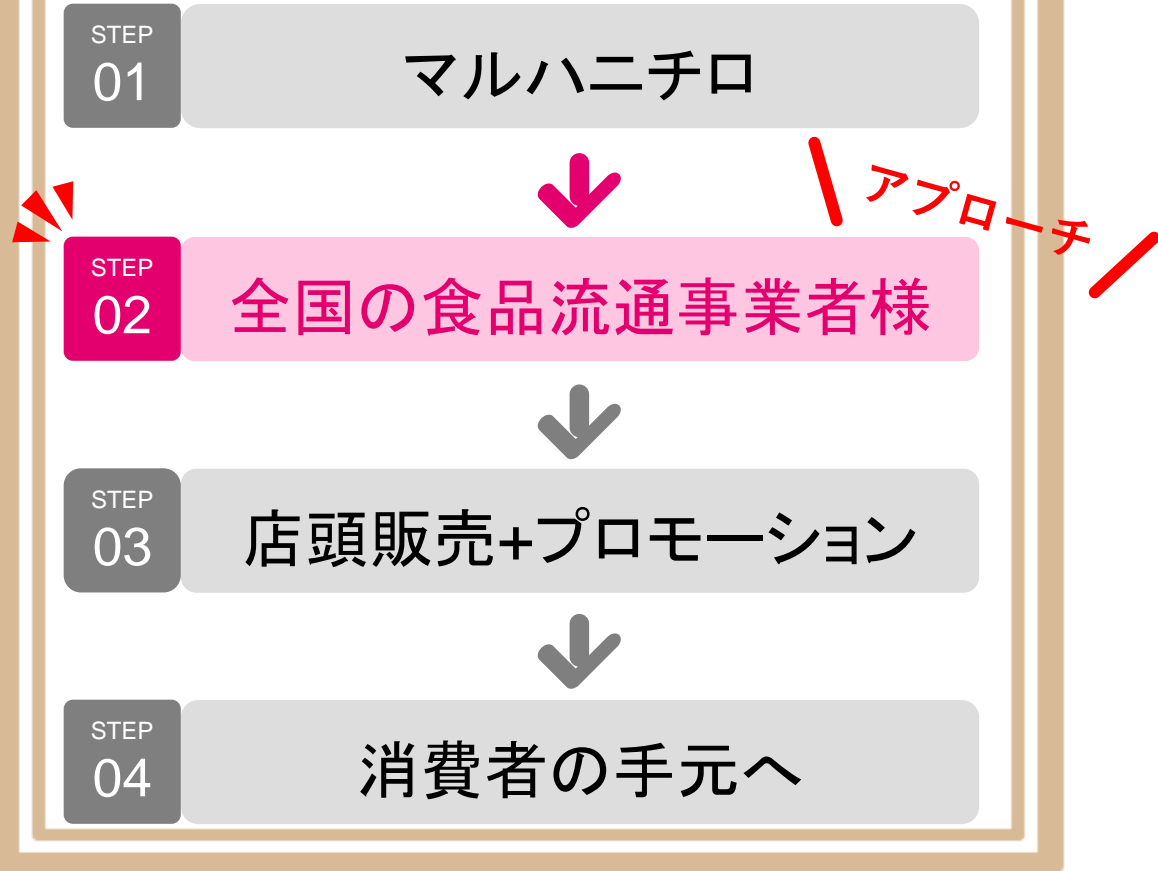 STEP
01
マルハニチロ
アプローチ
STEP
02
全国の食品流通事業者様
STEP
03
店頭販売+プロモーション
STEP
04
消費者の手元へ